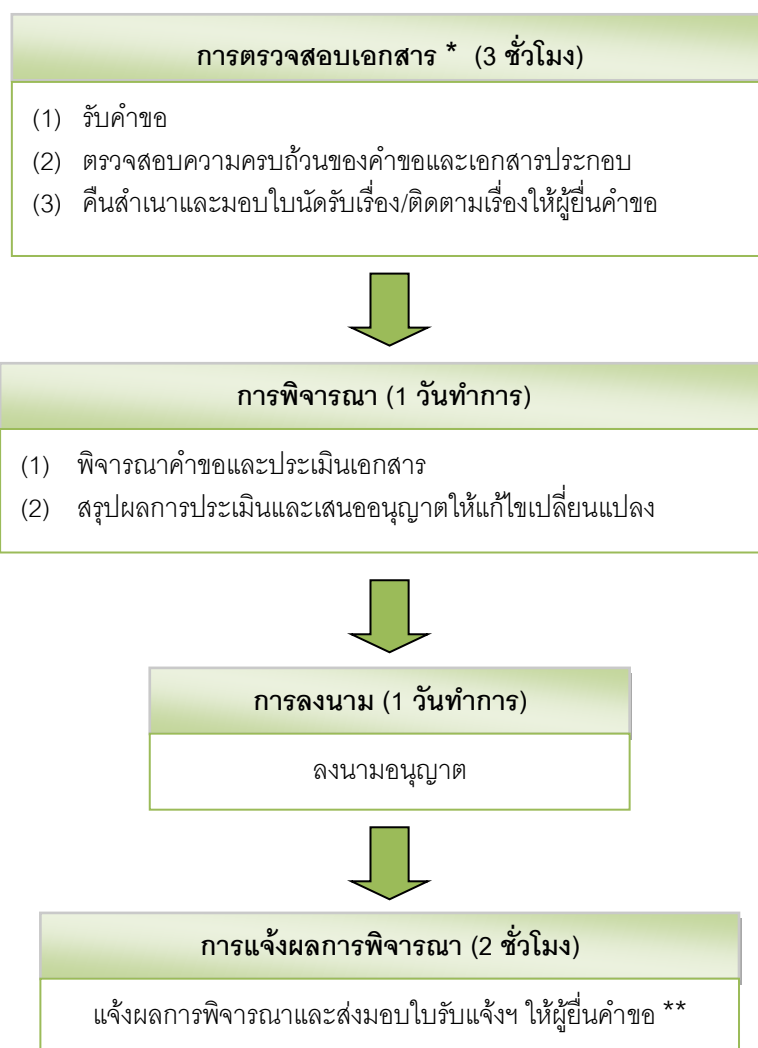 การตรวจสอบเอกสาร * (3 ชั่วโมง)
(1) รับคำขอ
(2) ตรวจสอบความครบถ้วนของคำขอและเอกสารประกอบ
(3) คืนสำเนาและมอบใบนัดรับเรื่อง/ติดตามเรื่องให้ผู้ยื่นคำขอ
การพิจารณา (1 วันทำการ)
(1) พิจารณาคำขอและประเมินเอกสาร
(2) สรุปผลการประเมินและเสนออนุญาตให้แก้ไขเปลี่ยนแปลง
การลงนาม (1 วันทำการ)
ลงนามอนุญาต
การแจ้งผลการพิจารณา (2 ชั่วโมง)
แจ้งผลการพิจารณาและส่งมอบใบรับแจ้งฯ ให้ผู้ยื่นคำขอ **